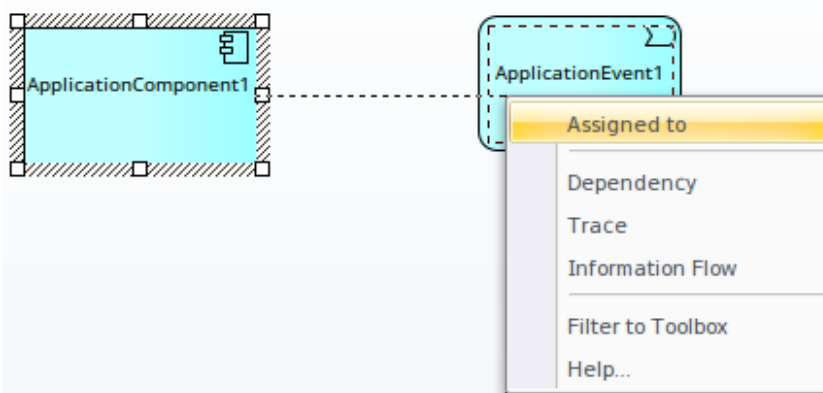 ApplicationComponent1
ApplicationEvent1
Assigned to
Dependency
Trace
Information Flow
Filter to Toolbox
Help...